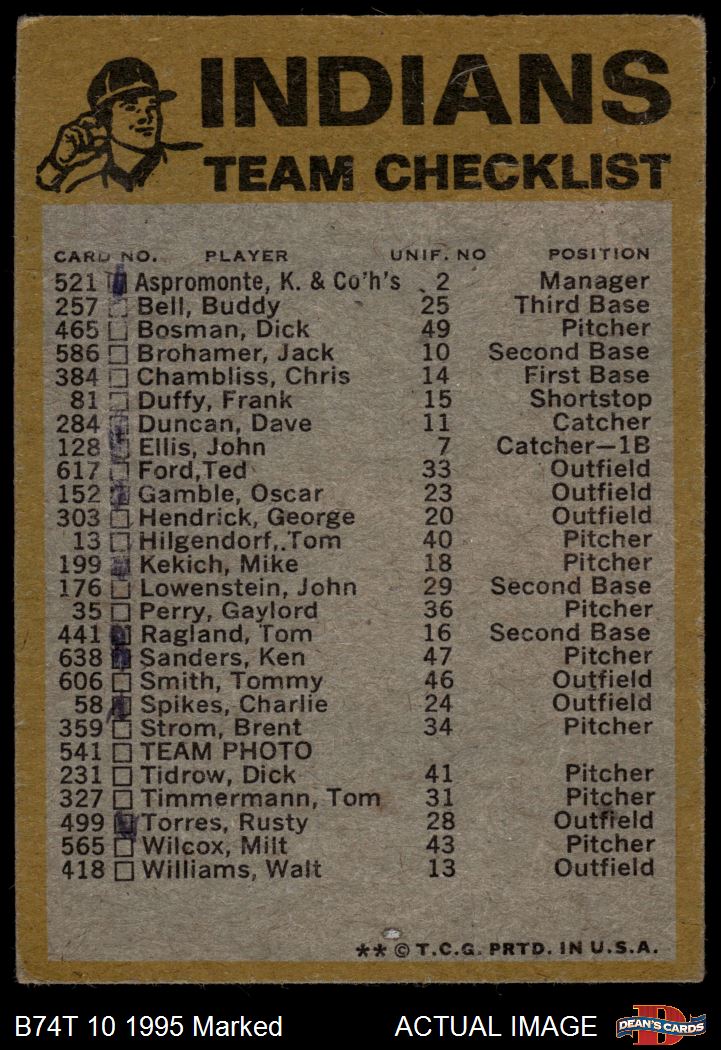 INDIANS
TEAM CHECKLIST
CARD NO. PLAYER UNIF. NO POSITION
521 Aspromonte, K. & Co'h's 2 Manager
257 Bell, Buddy 25 Third Base
465 Bosman, Dick 49 Pitcher
586 Brohamer, Jack 10 Second Base
384 Chambliss, Chris 14 First Base
81 Duffy, Frank 15 Shortstop
284 Duncan, Dave 11 Catcher
128 Ellis, John 7 Catcher—1B
617 Ford,Ted 33 Outfield
152 Gamble, Oscar 23 Outfield
303 Hendrick, George 20 Outfield
13 Hilgendorf, Tom 40 Pitcher
199 Kekich, Mike 18 Pitcher
176 Lowenstein, John 29 Second Base
35 Perry, Gaylord 36 Pitcher
441 Ragland, Tom 16 Second Base
638 Sanders, Ken 47 Pitcher
606 Smith, Tommy 46 Outfield
58 Spikes, Charlie 24 Outfield
359 Strom, Brent 34 Pitcher
541 TEAM PHOTO
231 Tidrow, Dick 41 Pitcher
327 Timmermann, Tom 31 Pitcher
499 Torres, Rusty 28 Outfield
565 Wilcox, Milt 43 Pitcher
418 Williams, Walt 13 Outfield
** © T.C.G. PRTD. IN U.S.A.
B74T 10 1995 Marked ACTUAL IMAGE DEAN'S CARDS